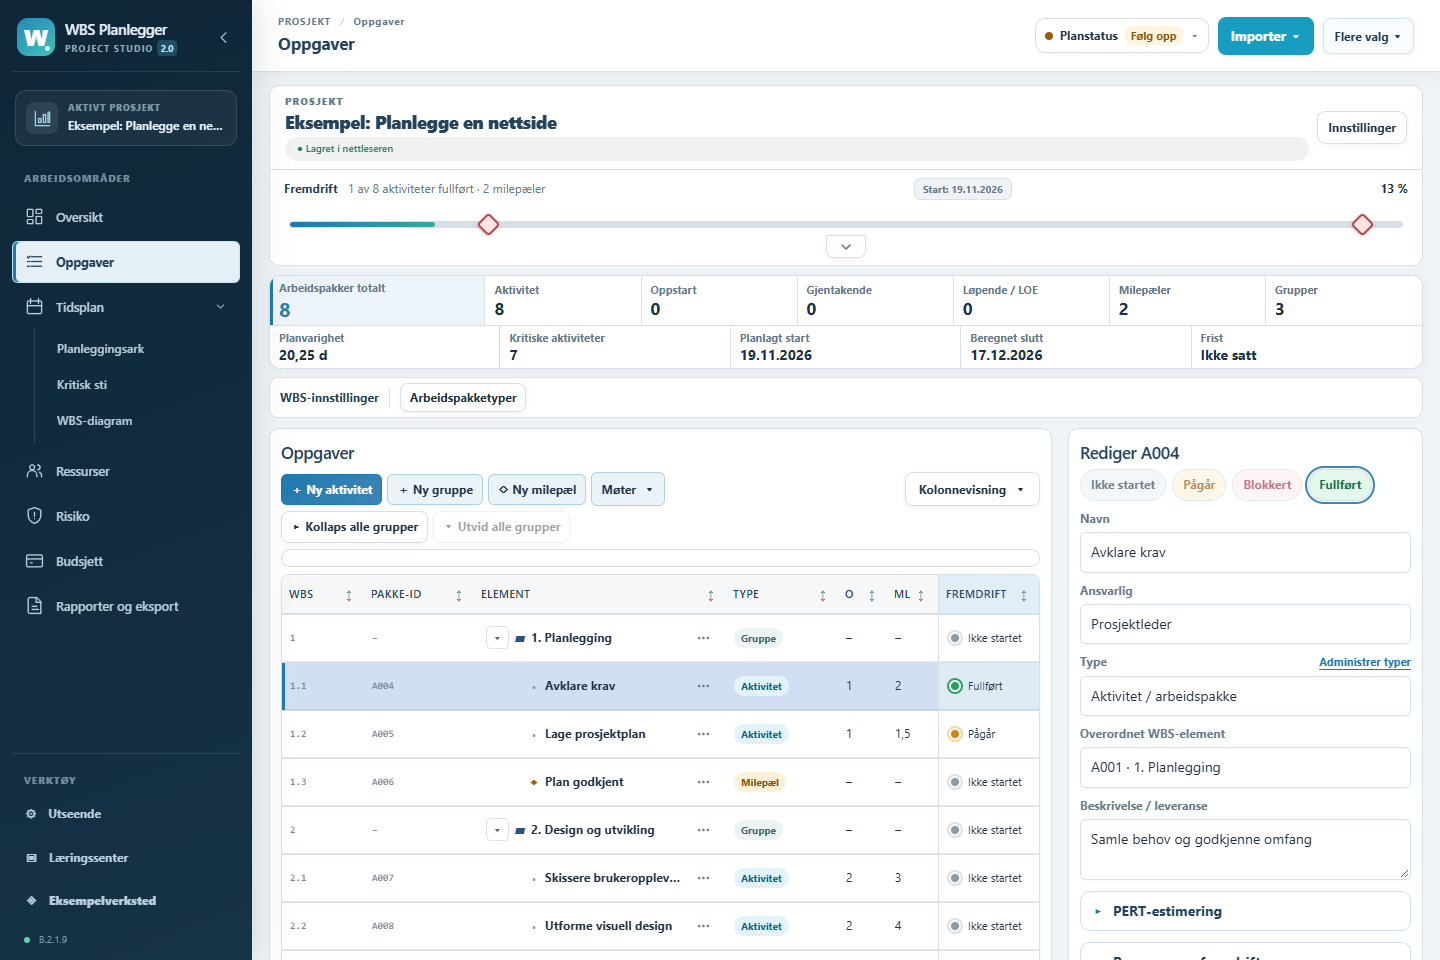 WBS Planlegger
PROJECT STUDIO 2.0
AKTIVT PROSJEKT
Eksempel: Planlegge en ne...
ARBEIDSOMRÅDER
Oversikt
Oppgaver
Tidsplan
Planleggingsark
Kritisk sti
WBS-diagram
Ressurser
Risiko
Budsjett
Rapporter og eksport
VERKTØY
Utseende
Læringssenter
Eksempelverksted
B.2.1.9
PROSJEKT / Oppgaver
Oppgaver
Planstatus Følg opp
Importer
Flere valg
PROSJEKT
Eksempel: Planlegge en nettside
Lagret i nettleseren
Innstillinger
Fremdrift 1 av 8 aktiviteter fullført · 2 milepæler
Start: 19.11.2026
13 %
Arbeidspakker totalt
8
Aktivitet
8
Oppstart
0
Gjentakende
0
Løpende / LOE
0
Milepæler
2
Grupper
3
Planvarighet
20,25 d
Kritiske aktiviteter
7
Planlagt start
19.11.2026
Beregnet slutt
17.12.2026
Frist
Ikke satt
WBS-innstillinger
Arbeidspakketyper
Oppgaver
+ Ny aktivitet
+ Ny gruppe
Ny milepæl
Møter
Kolonnevisning
Kollaps alle grupper
Utvid alle grupper
WBS PAKKE-ID ELEMENT TYPE O ML FREMDRIFT
1 – 1. Planlegging ··· Gruppe – – Ikke startet
1.1 A004 Avklare krav ··· Aktivitet 1 2 Fullført
1.2 A005 Lage prosjektplan ··· Aktivitet 1 1,5 Pågår
1.3 A006 Plan godkjent ··· Milepæl – – Ikke startet
2 – 2. Design og utvikling ··· Gruppe – – Ikke startet
2.1 A007 Skissere brukeropplev... ··· Aktivitet 2 3 Ikke startet
2.2 A008 Utforme visuell design ··· Aktivitet 2 4 Ikke startet
Rediger A004
Ikke startet
Pågår
Blokkert
Fullført
Navn
Avklare krav
Ansvarlig
Prosjektleder
Type
Administrer typer
Aktivitet / arbeidspakke
Overordnet WBS-element
A001 · 1. Planlegging
Beskrivelse / leveranse
Samle behov og godkjenne omfang
PERT-estimering